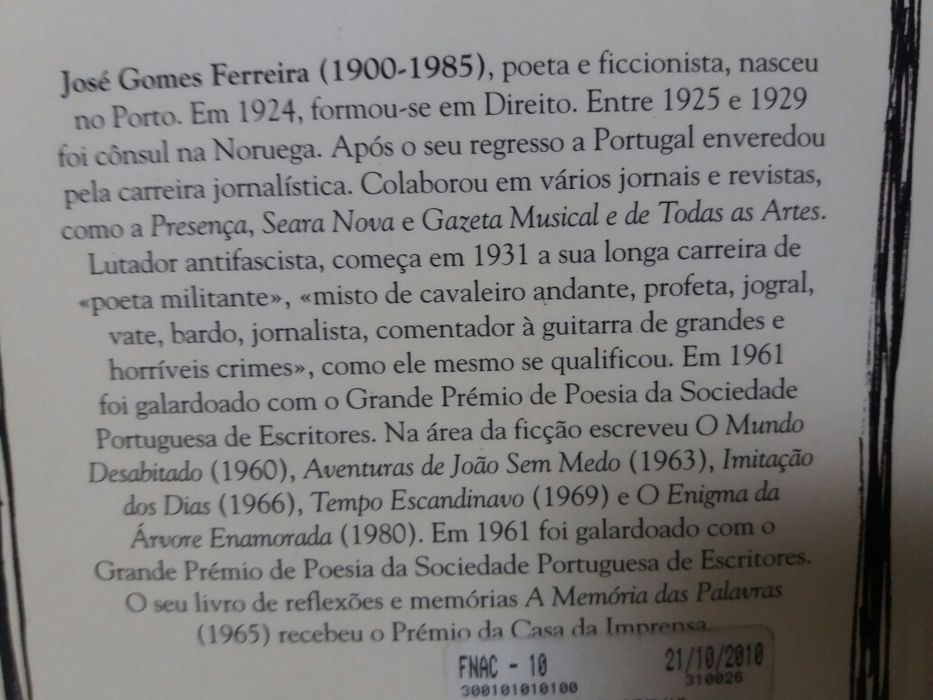 José Gomes Ferreira (1900-1985), poeta e ficcionista, nasceu
no Porto. Em 1924, formou-se em Direito. Entre 1925 e 1929
foi cônsul na Noruega. Após o seu regresso a Portugal enveredou
pela carreira jornalística. Colaborou em vários jornais e revistas,
como a Presença, Seara Nova e Gazeta Musical e de Todas as Artes.
Lutador antifascista, começa em 1931 a sua longa carreira de
«poeta militante», «misto de cavaleiro andante, profeta, jogral,
vate, bardo, jornalista, comentador à guitarra de grandes e
horríveis crimes», como ele mesmo se qualificou. Em 1961
foi galardoado com o Grande Prémio de Poesia da Sociedade
Portuguesa de Escritores. Na área da ficção escreveu O Mundo
Desabitado (1960), Aventuras de João Sem Medo (1963), Imitação
dos Dias (1966), Tempo Escandinavo (1969) e O Enigma da
Árvore Enamorada (1980). Em 1961 foi galardoado com o
Grande Prémio de Poesia da Sociedade Portuguesa de Escritores.
O seu livro de reflexões e memórias A Memória das Palavras
(1965) recebeu o Prémio da Casa da Imprensa.
FNAC - 10 21/10/2010
300101010100 310026